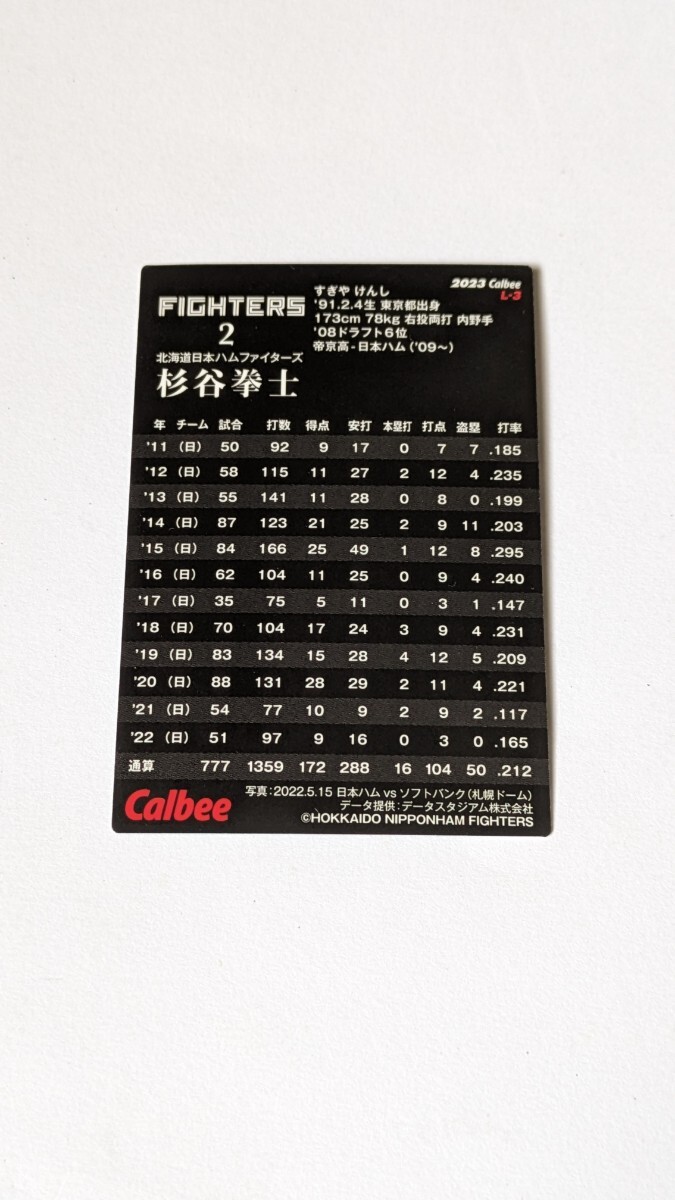 2023 Calbee
L-3
FIGHTERS
2
北海道日本ハムファイターズ
杉谷拳士
すぎや けんし
'91.2.4生 東京都出身
173cm 78kg 右投両打 内野手
'08ドラフト6位
帝京高-日本ハム('09~)
年 チーム 試合 打数 得点 安打 本塁打 打点 盗塁 打率
'11 (日) 50 92 9 17 0 7 7 .185
'12 (日) 58 115 11 27 2 12 4 .235
'13 (日) 55 141 11 28 0 8 0 .199
'14 (日) 87 123 21 25 2 9 11 .203
'15 (日) 84 166 25 49 1 12 8 .295
'16 (日) 62 104 11 25 0 9 4 .240
'17 (日) 35 75 5 11 0 3 1 .147
'18 (日) 70 104 17 24 3 9 4 .231
'19 (日) 83 134 15 28 4 12 5 .209
'20 (日) 88 131 28 29 2 11 4 .221
'21 (日) 54 77 10 9 2 9 2 .117
'22 (日) 51 97 9 16 0 3 0 .165
通算 777 1359 172 288 16 104 50 .212
Calbee
写真:2022.5.15 日本ハム vs ソフトバンク(札幌ドーム)
データ提供:データスタジアム株式会社
©HOKKAIDO NIPPONHAM FIGHTERS